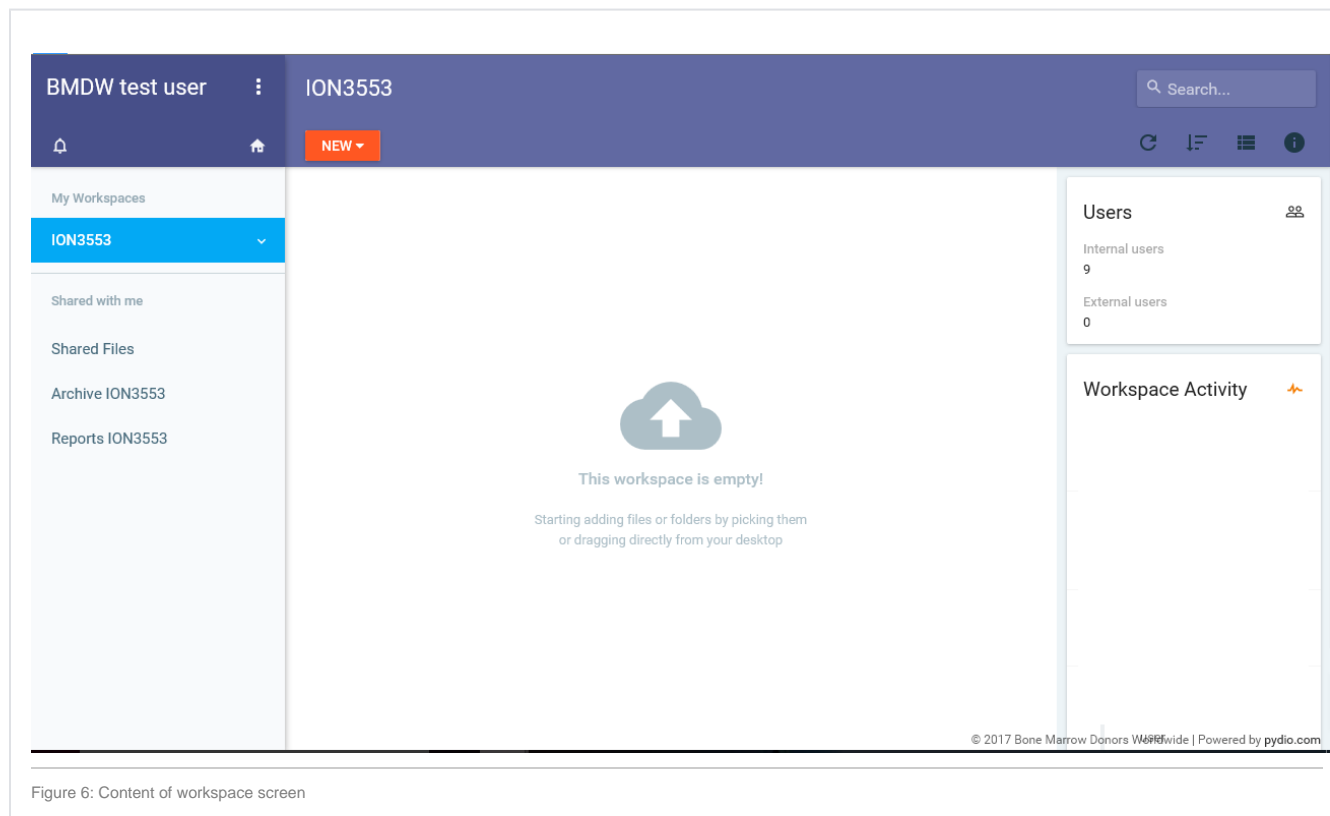 BMDW test user
ION3553
Search...
NEW
My Workspaces
ION3553
Shared with me
Shared Files
Archive ION3553
Reports ION3553
This workspace is empty!
Starting adding files or folders by picking them
or dragging directly from your desktop
Users
Internal users
9
External users
0
Workspace Activity
user
© 2017 Bone Marrow Donors Worldwide | Powered by pydio.com
Figure 6: Content of workspace screen